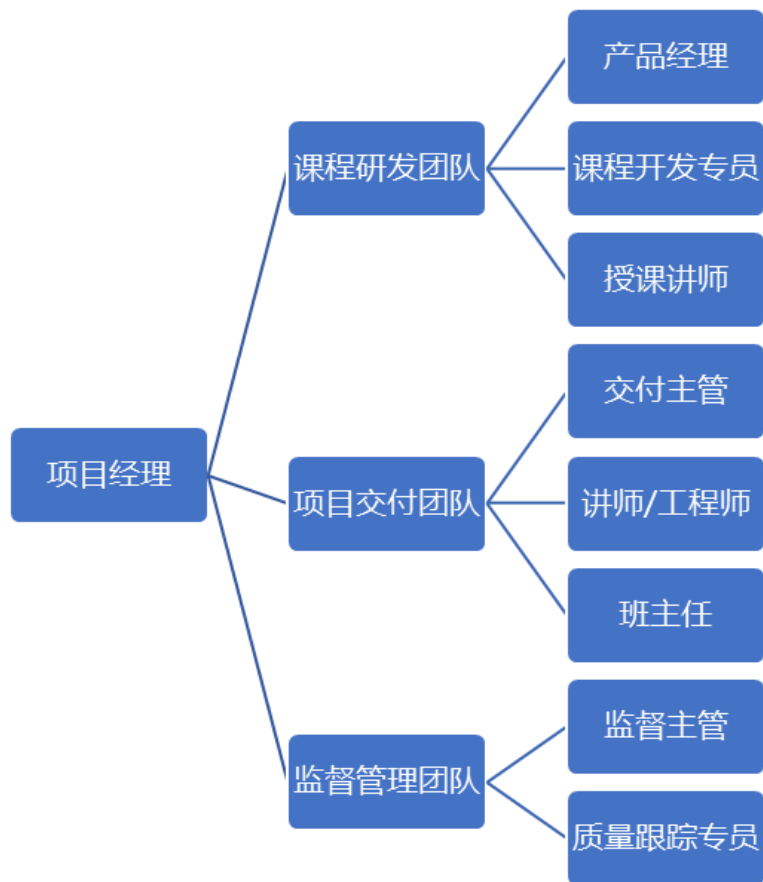 项目经理
课程研发团队
产品经理
课程开发专员
授课讲师
项目交付团队
交付主管
讲师/工程师
班主任
监督管理团队
监督主管
质量跟踪专员